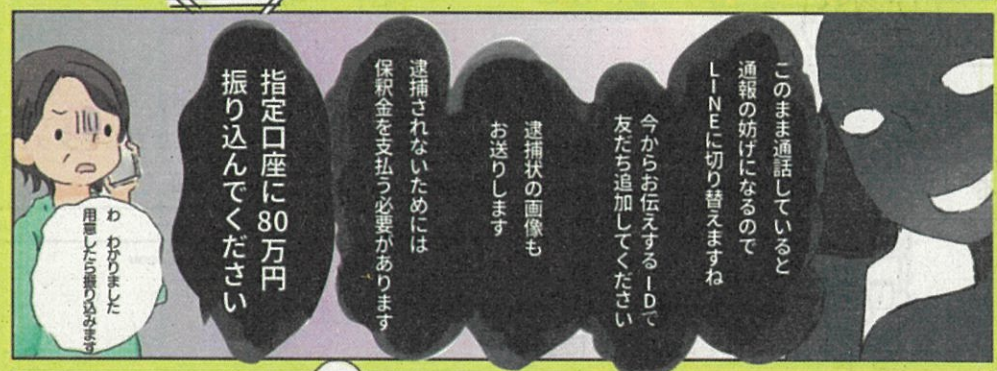 このまま通話していると
通報の妨げになるので
LINEに切り替えますね
今からお伝えするIDで
友だち追加してください
逮捕状の画像も
お送りします
逮捕されないためには
保釈金を支払う必要があります
指定口座に80万円
振り込んでください
わ わかりました
用意したら振り込みます